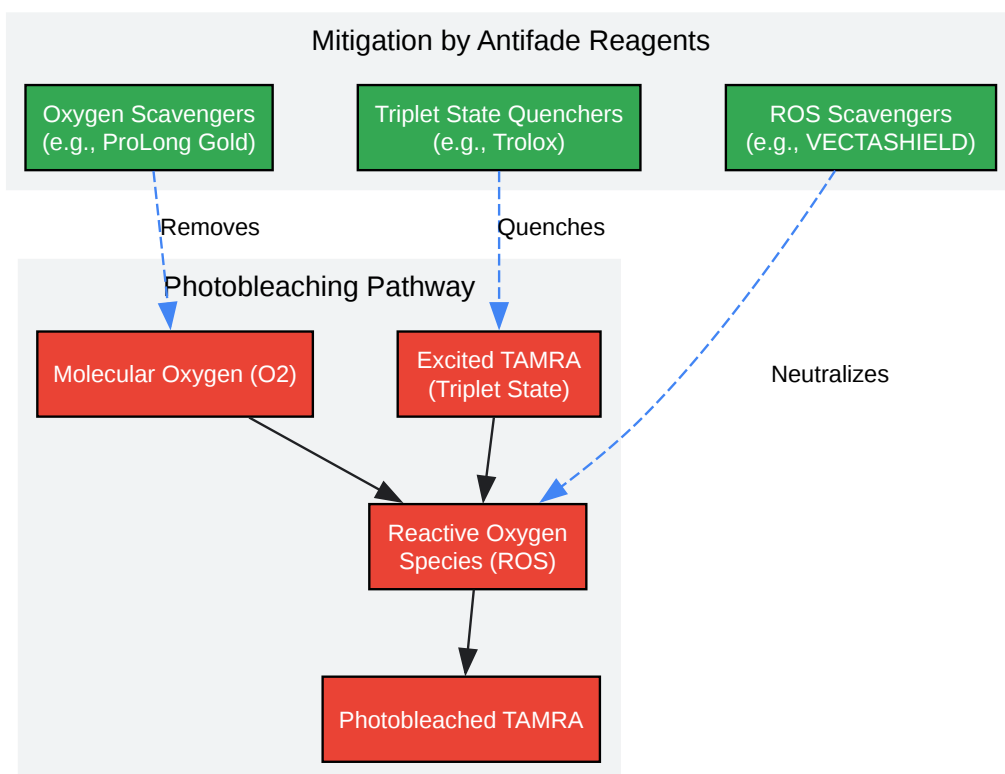 Mitigation by Antifade Reagents
Oxygen Scavengers
(e.g., ProLong Gold)
Triplet State Quenchers
(e.g., Trolox)
ROS Scavengers
(e.g., VECTASHIELD)
Removes
Quenches
Photobleaching Pathway
Molecular Oxygen (O2)
Excited TAMRA
(Triplet State)
Neutralizes
Reactive Oxygen
Species (ROS)
Photobleached TAMRA